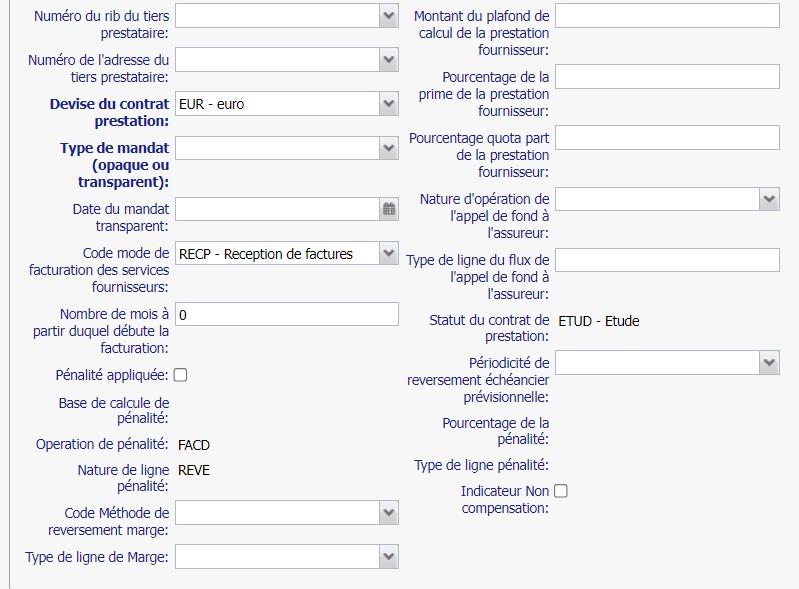 Numéro du rib du tiers
prestataire:
Numéro de l'adresse du
tiers prestataire:
Devise du contrat
prestation:
EUR - euro
Type de mandat
(opaque ou
transparent):
Date du mandat
transparent:
Code mode de
facturation des services
fournisseurs:
RECP - Reception de factures
Nombre de mois à
partir duquel débute la
facturation:
0
Pénalité appliquée:
Base de calcule de
pénalité:
Operation de pénalité:
FACD
Nature de ligne
pénalité:
REVE
Code Méthode de
reversement marge:
Type de ligne de Marge:
Montant du plafond de
calcul de la prestation
fournisseur:
Pourcentage de la
prime de la prestation
fournisseur:
Pourcentage quota part
de la prestation
fournisseur:
Nature d'opération de
l'appel de fond à
l'assureur:
Type de ligne du flux de
l'appel de fond à
l'assureur:
Statut du contrat de
prestation:
ETUD - Etude
Périodicité de
reversement échéancier
prévisionnelle:
Pourcentage de la
pénalité:
Type de ligne pénalité:
Indicateur Non
compensation: